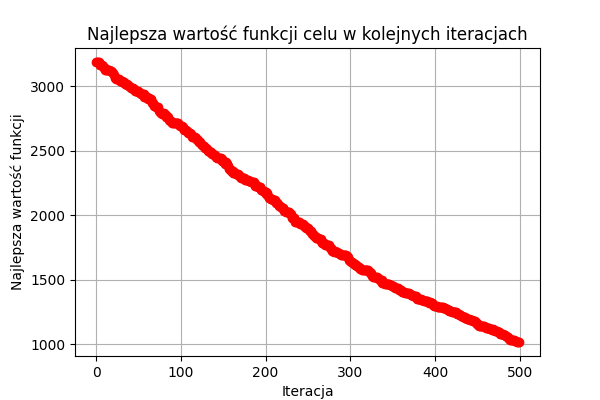 Najlepsza wartość funkcji celu w kolejnych iteracjach
Najlepsza wartość funkcji
3000
2500
2000
1500
1000
0 100 200 300 400 500
Iteracja